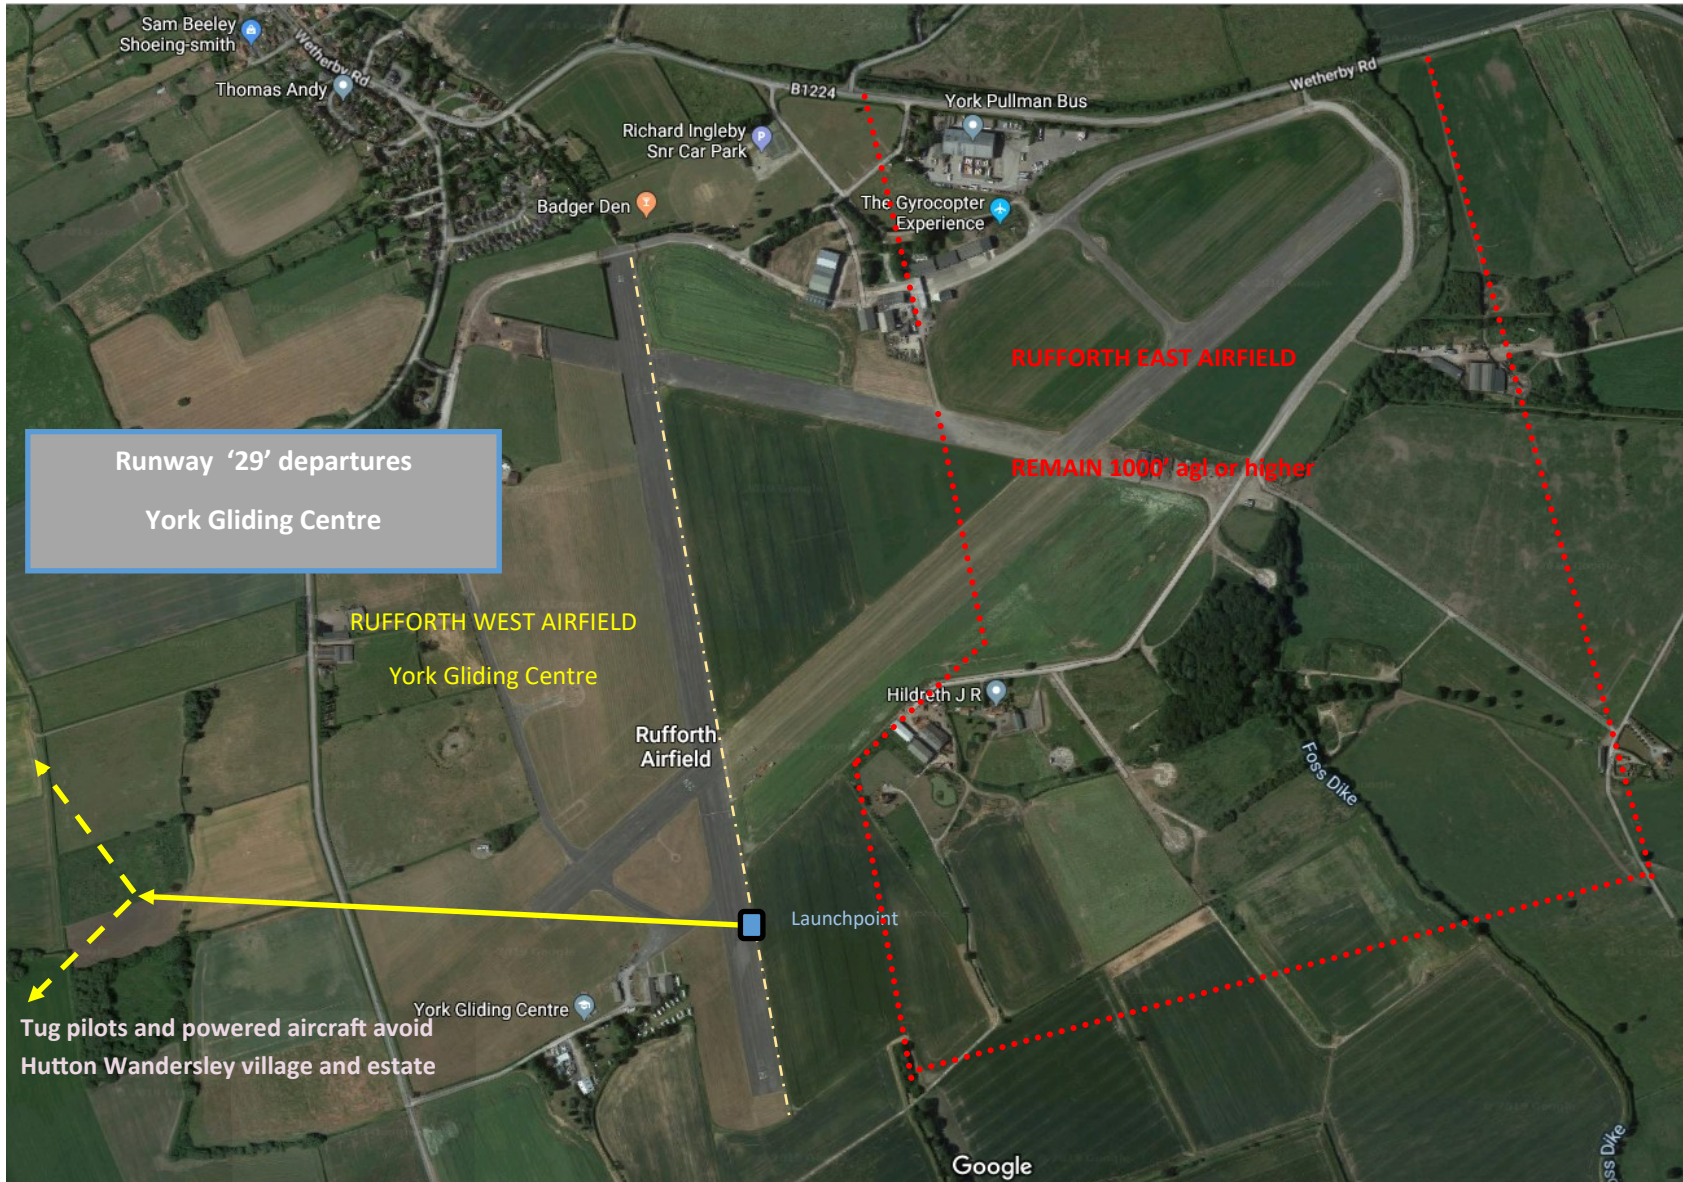 Sam Beeley
Shoeing-smith
Wetherby Rd
Thomas Andy
B1224
Wetherby Rd
York Pullman Bus
Richard Ingleby
Snr Car Park
P
Badger Den
The Gyrocopter
Experience
RUFFORTH EAST AIRFIELD
REMAIN 1000' agl or higher
Runway ‘29’ departures
York Gliding Centre
RUFFORTH WEST AIRFIELD
York Gliding Centre
Hildreth J R
Rufforth
Airfield
Foss Dike
Launchpoint
York Gliding Centre
Tug pilots and powered aircraft avoid
Hutton Wandersley village and estate
Google
ss Dike